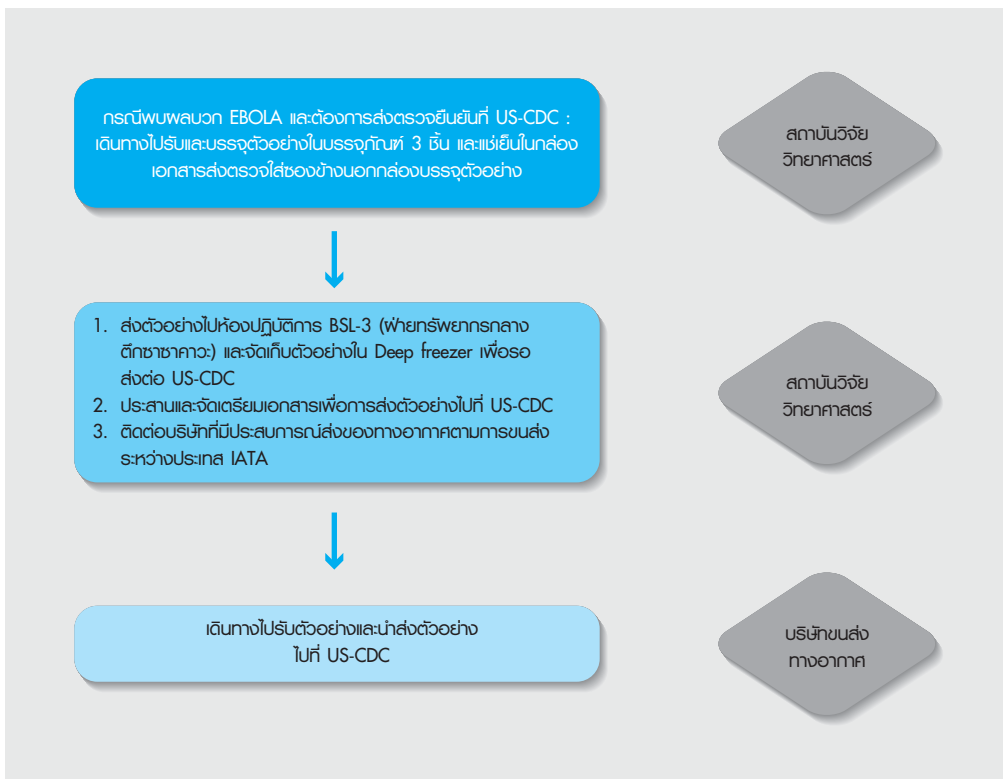 กรณีพบผลบวก EBOLA และต้องการส่งตรวจยืนยันที่ US-CDC :
เดินทางไปรับและบรรจุตัวอย่างในบรรจุภัณฑ์ 3 ชิ้น และแช่เย็นในกล่อง
เอกสารส่งตรวจใส่ซองข้างนอกกล่องบรรจุตัวอย่าง
สถาบันวิจัย
วิทยาศาสตร์
1. ส่งตัวอย่างไปห้องปฏิบัติการ BSL-3 (ฝ่ายทรัพยากรกลาง
ตึกซาซาคาวะ) และจัดเก็บตัวอย่างใน Deep freezer เพื่อรอ
ส่งต่อ US-CDC
2. ประสานและจัดเตรียมเอกสารเพื่อการส่งตัวอย่างไปที่ US-CDC
3. ติดต่อบริษัทที่มีประสบการณ์ส่งของทางอากาศตามการขนส่ง
ระหว่างประเทศ IATA
สถาบันวิจัย
วิทยาศาสตร์
เดินทางไปรับตัวอย่างและนำส่งตัวอย่าง
ไปที่ US-CDC
บริษัทขนส่ง
ทางอากาศ